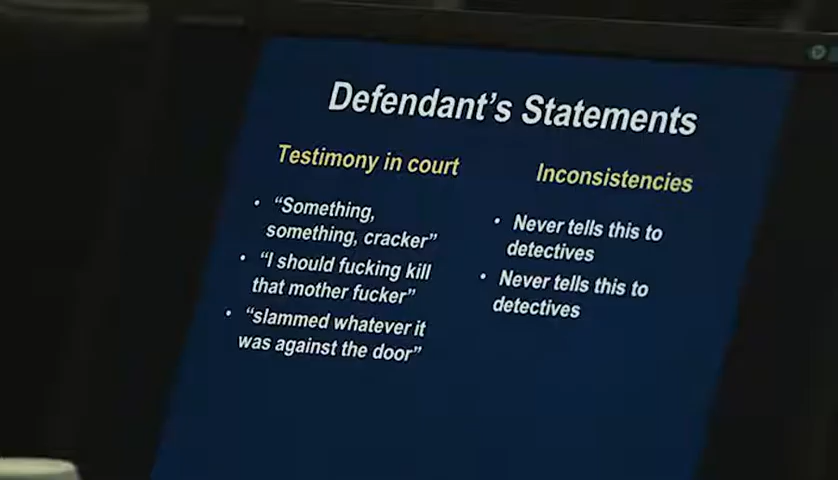 Defendant's Statements
Testimony in court
• “Something,
something, cracker”
• “I should fucking kill
that mother fucker”
• “slammed whatever it
was against the door”
Inconsistencies
• Never tells this to
detectives
• Never tells this to
detectives